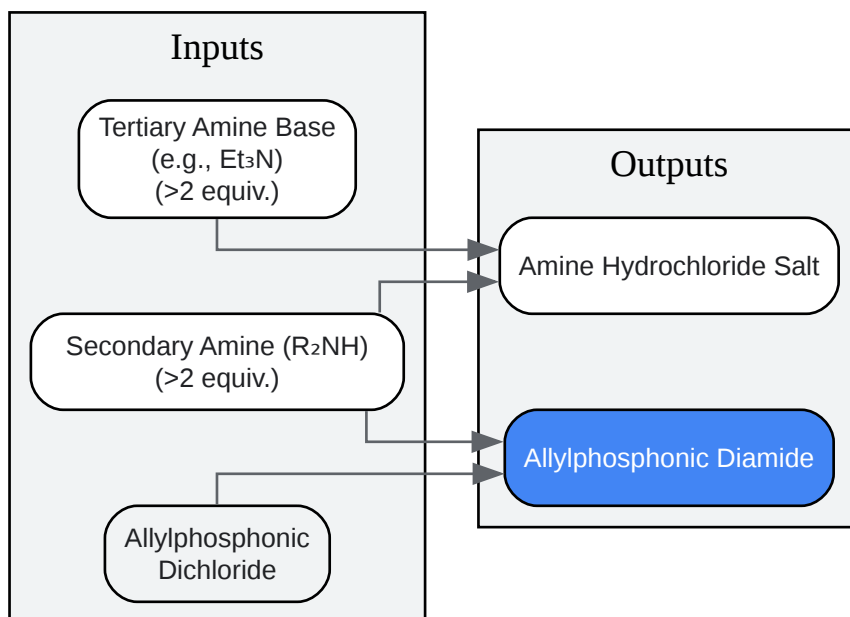 Inputs
Tertiary Amine Base
(e.g., Et₃N)
(>2 equiv.)
Secondary Amine (R₂NH)
(>2 equiv.)
Allylphosphonic
Dichloride
Outputs
Amine Hydrochloride Salt
Allylphosphonic Diamide